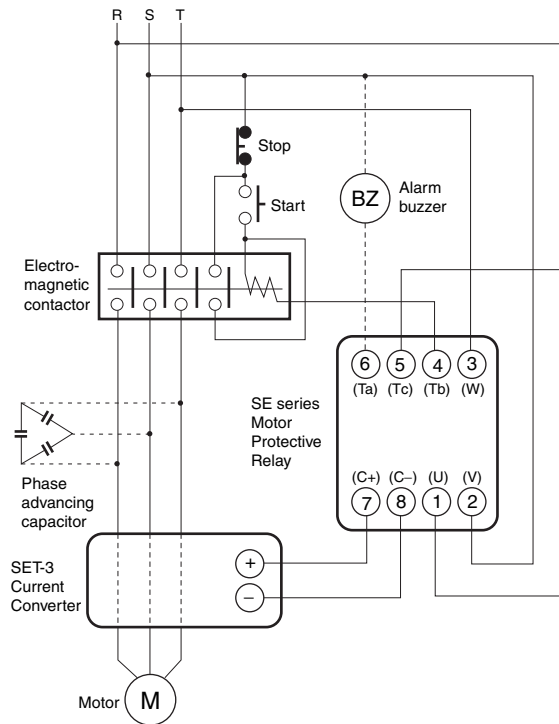 R S T
Stop
Start
BZ
Alarm
buzzer
Electro-
magnetic
contactor
6 5 4 3
(Ta) (Tc) (Tb) (W)
SE series
Motor
Protective
Relay
(C+) (C−) (U) (V)
7 8 1 2
Phase
advancing
capacitor
SET-3
Current
Converter
+
−
Motor
M